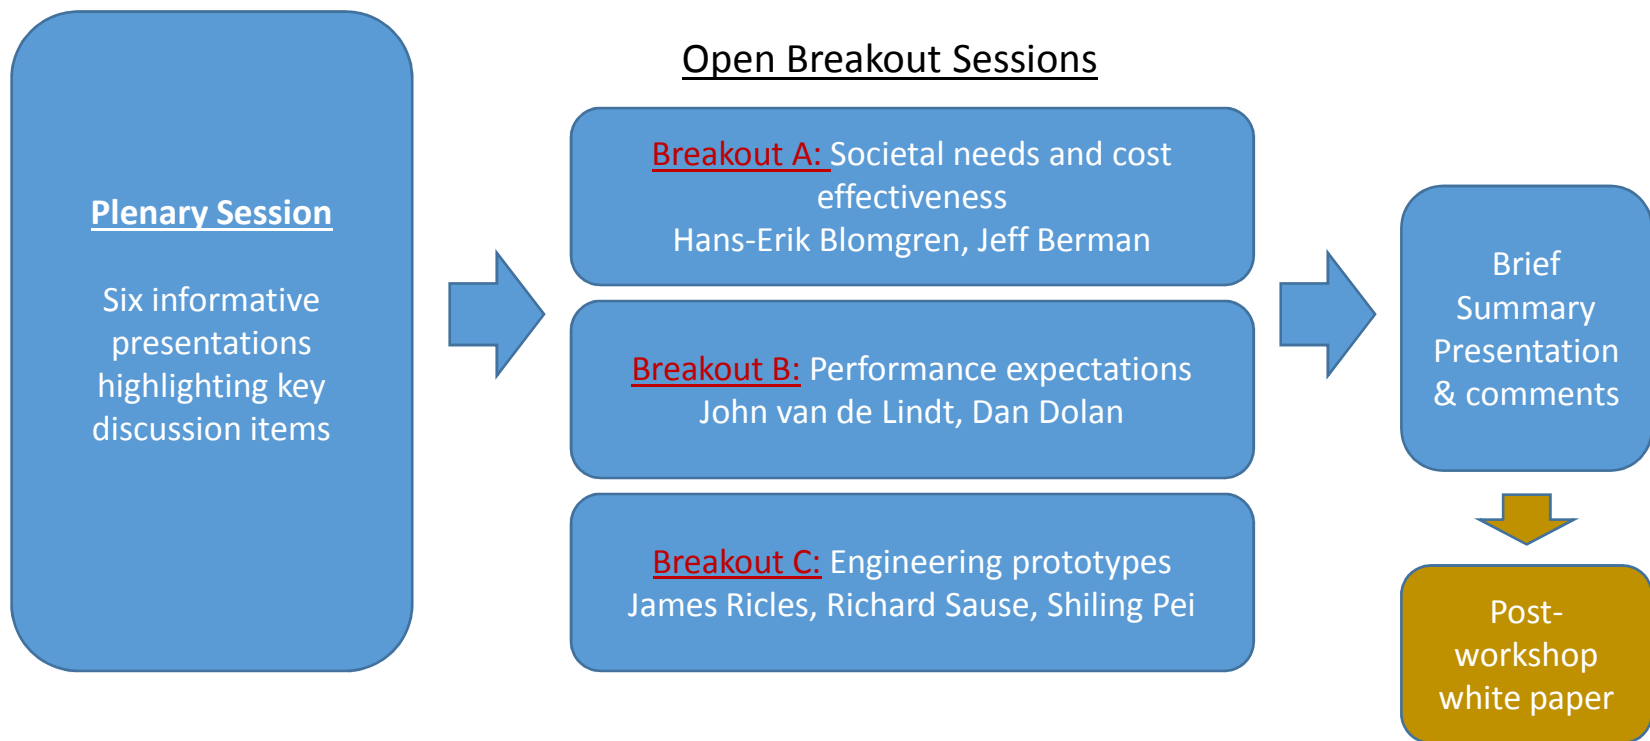 Plenary Session
Six informative
presentations
highlighting key
discussion items
Open Breakout Sessions
Breakout A: Societal needs and cost
effectiveness
Hans-Erik Blomgren, Jeff Berman
Breakout B: Performance expectations
John van de Lindt, Dan Dolan
Breakout C: Engineering prototypes
James Ricles, Richard Sause, Shiling Pei
Brief
Summary
Presentation
& comments
Post-
workshop
white paper